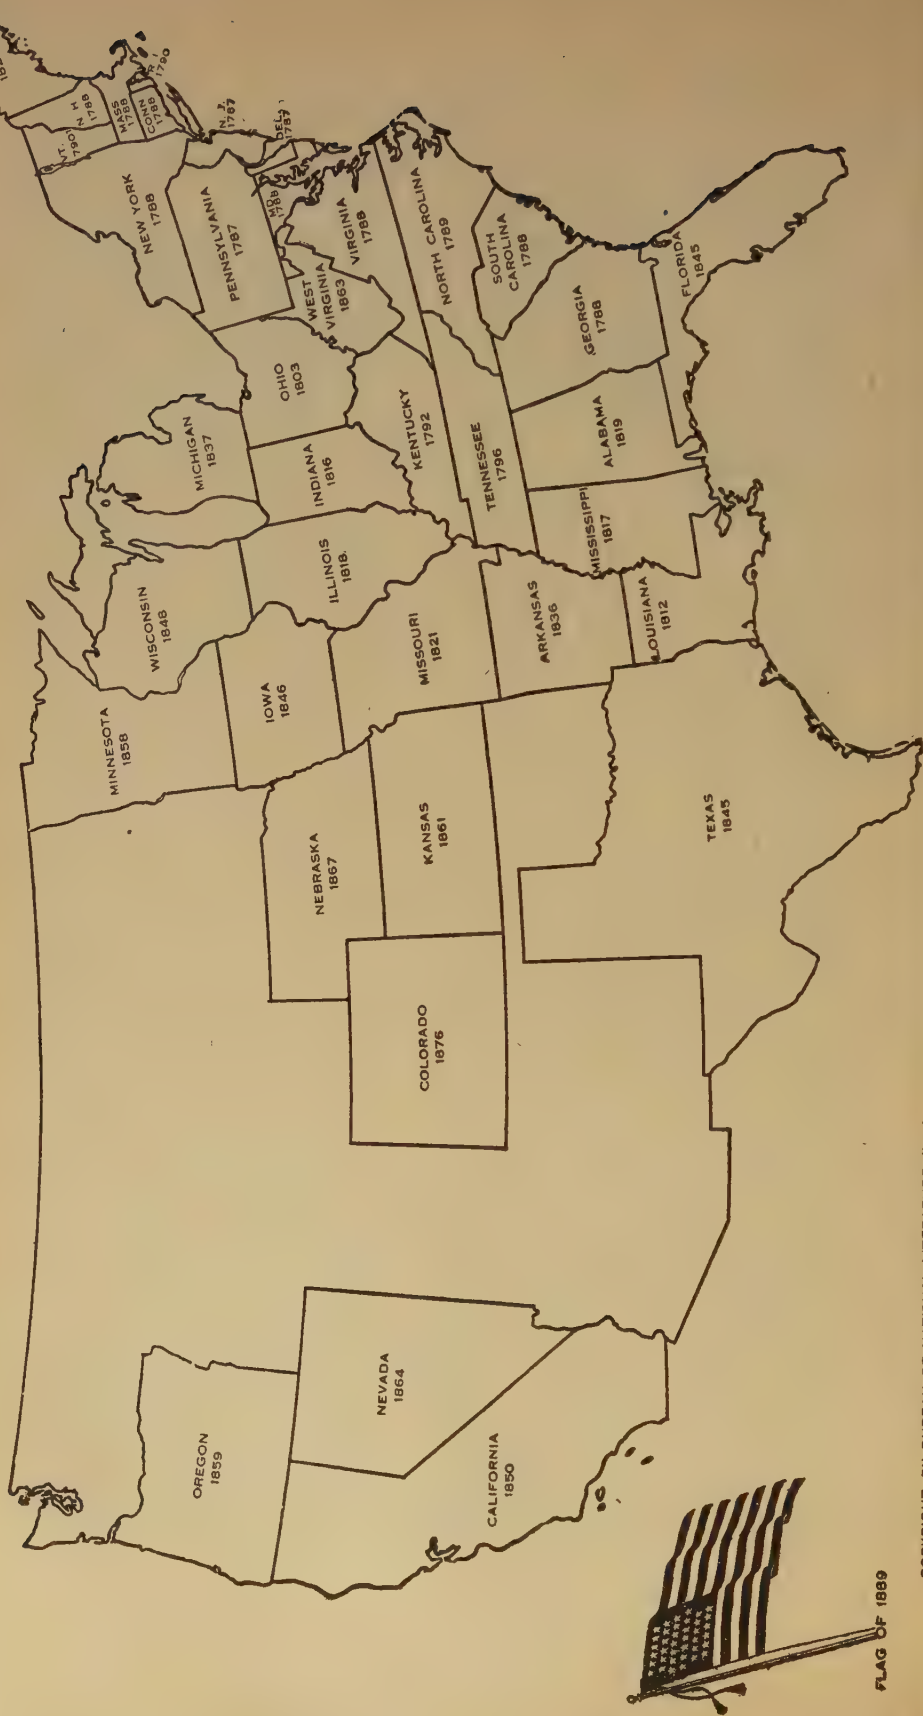 OREGON
1859
NEVADA
1864
CALIFORNIA
1850
COLORADO
1876
NEBRASKA
1867
KANSAS
1861
TEXAS
1845
MINNESOTA
1858
IOWA
1846
MISSOURI
1821
ARKANSAS
1836
LOUISIANA
1812
WISCONSIN
1848
ILLINOIS
1818
MISSISSIPPI
1817
MICHIGAN
1837
INDIANA
1816
KENTUCKY
1792
TENNESSEE
1796
ALABAMA
1819
OHIO
1803
GEORGIA
1788
FLORIDA
1845
WEST
VIRGINIA
1863
VIRGINIA
1788
NORTH CAROLINA
1789
SOUTH
CAROLINA
1788
PENNSYLVANIA
1787
NEW YORK
1788
MD.
1788
DEL.
1787
N. J.
1787
VT.
1790
N H
1788
MASS
1788
CONN
1788
R I
1790
FLAG OF 1889